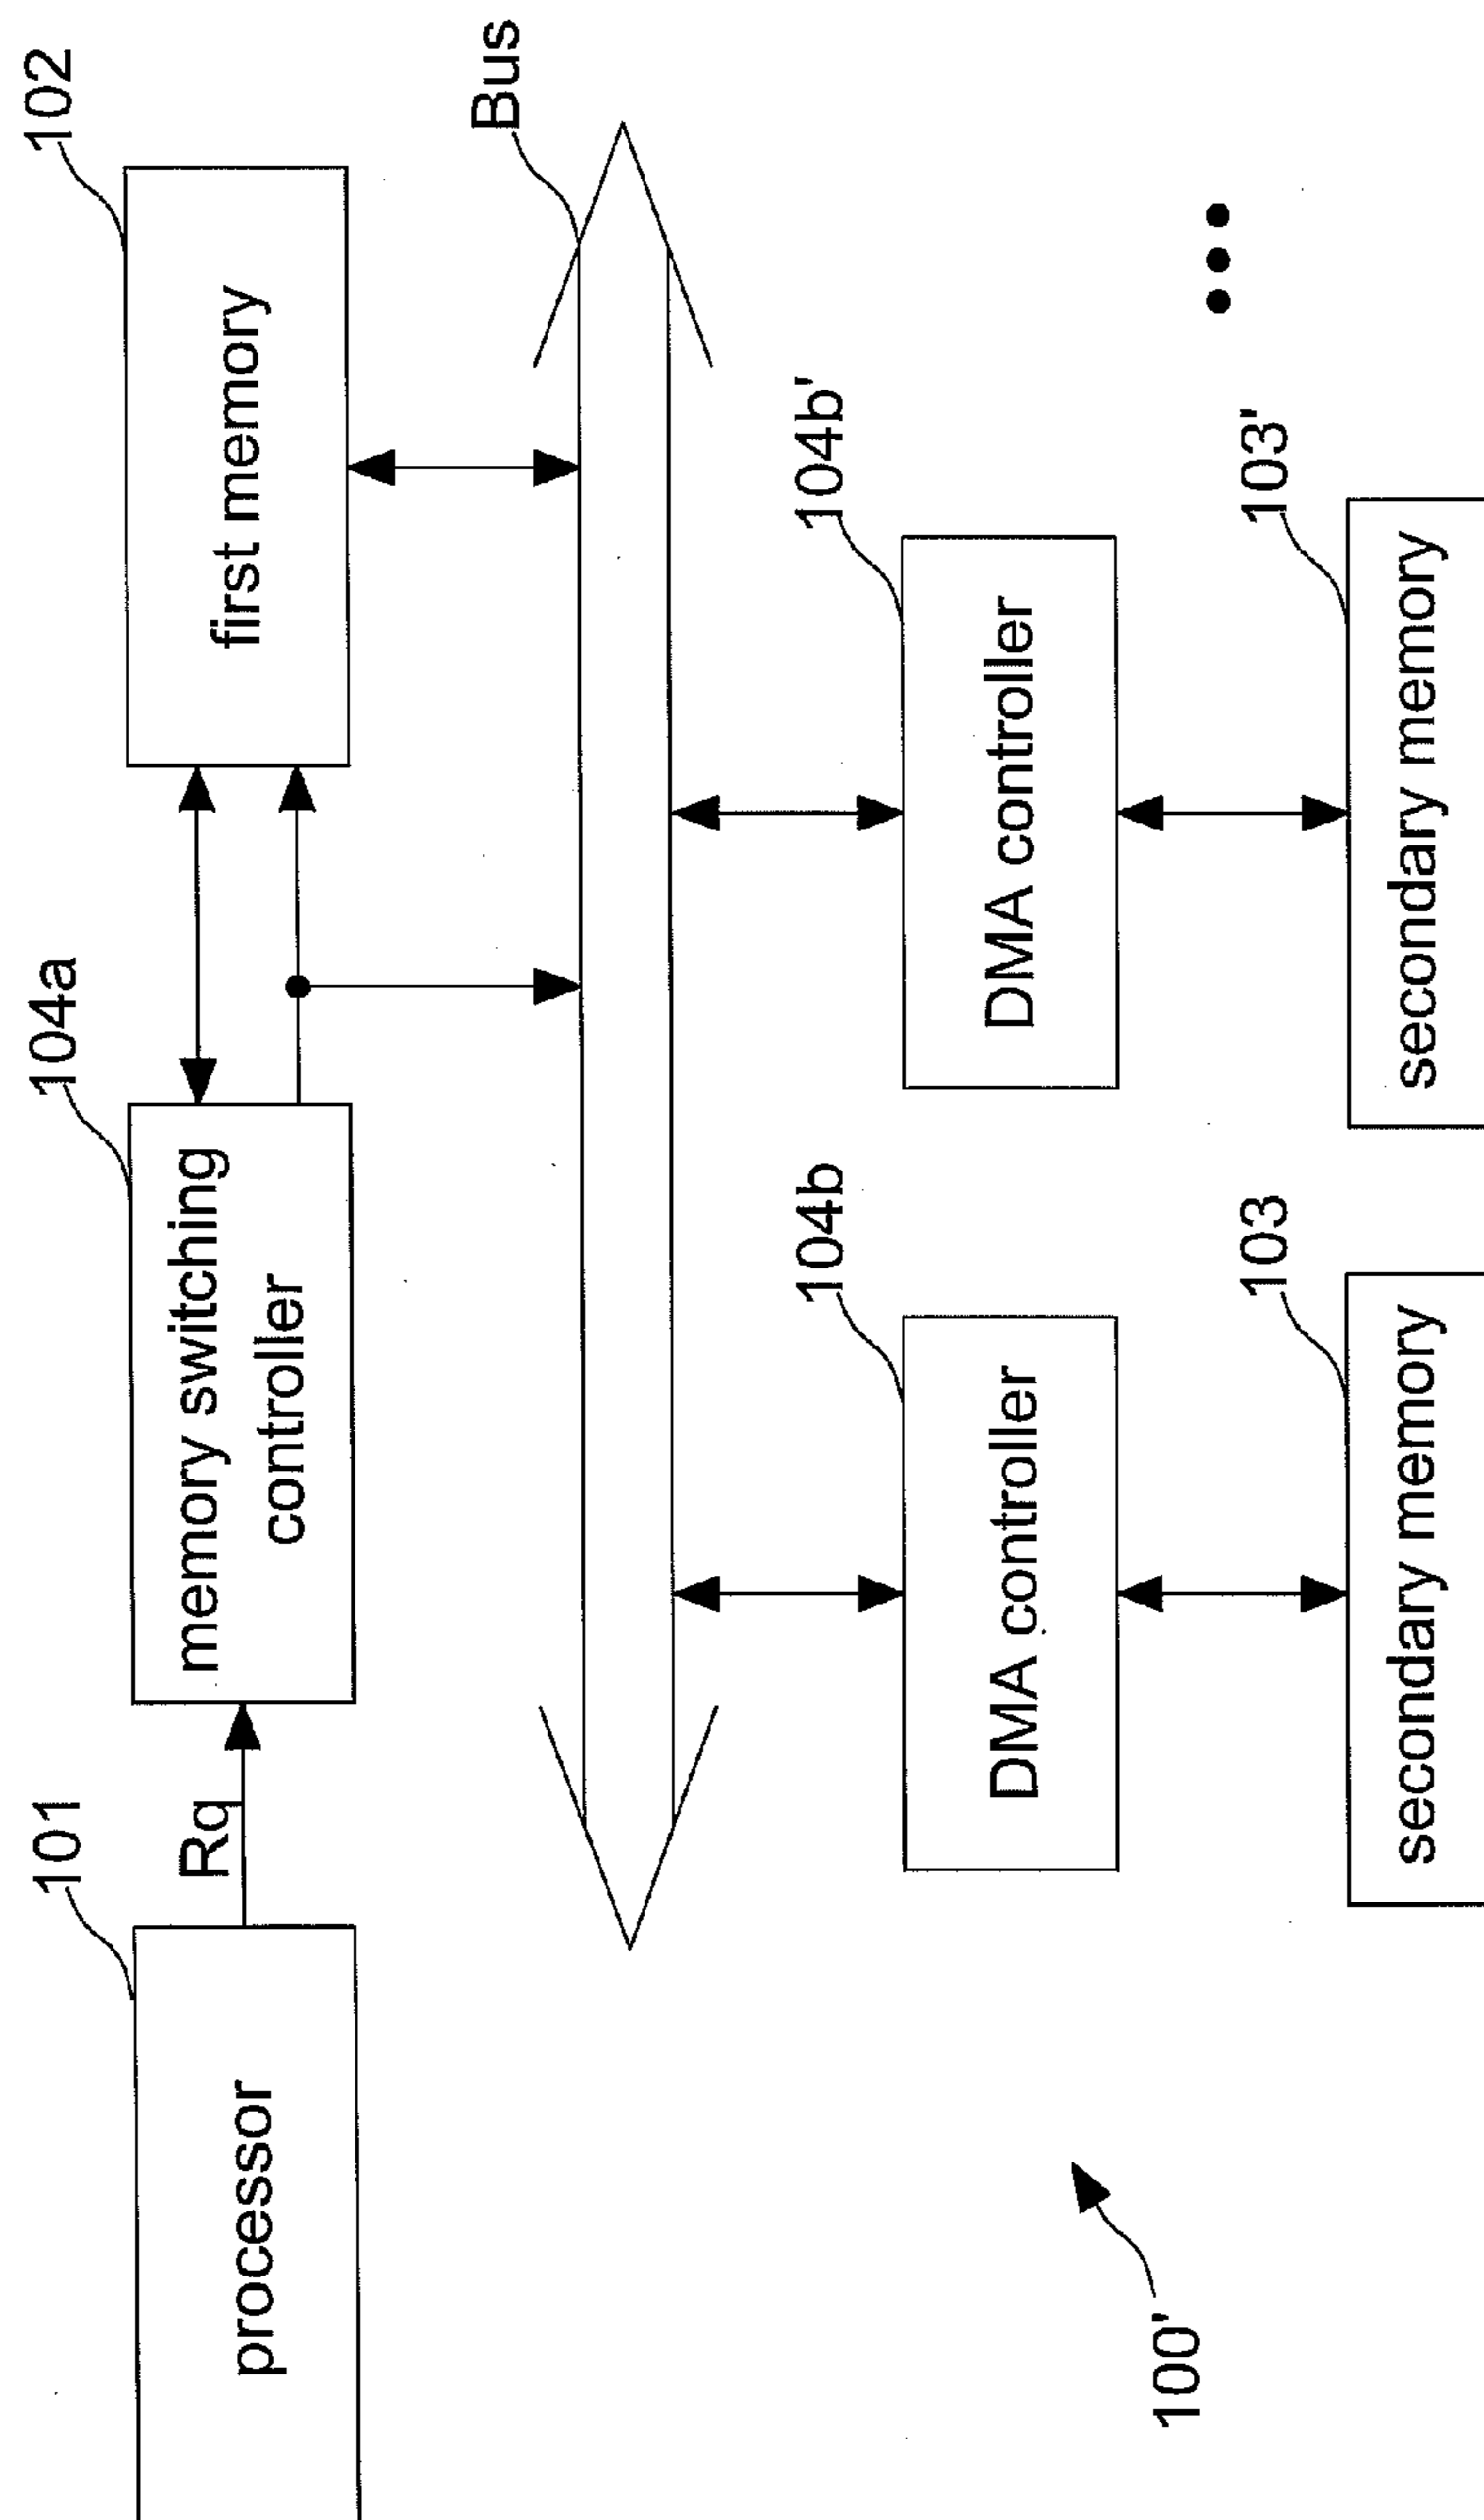 101
104a
102
processor
Rq
memory switching
controller
first memory
Bus
104b
104b'
DMA controller
DMA controller
100'
103
103'
secondary memory
secondary memory